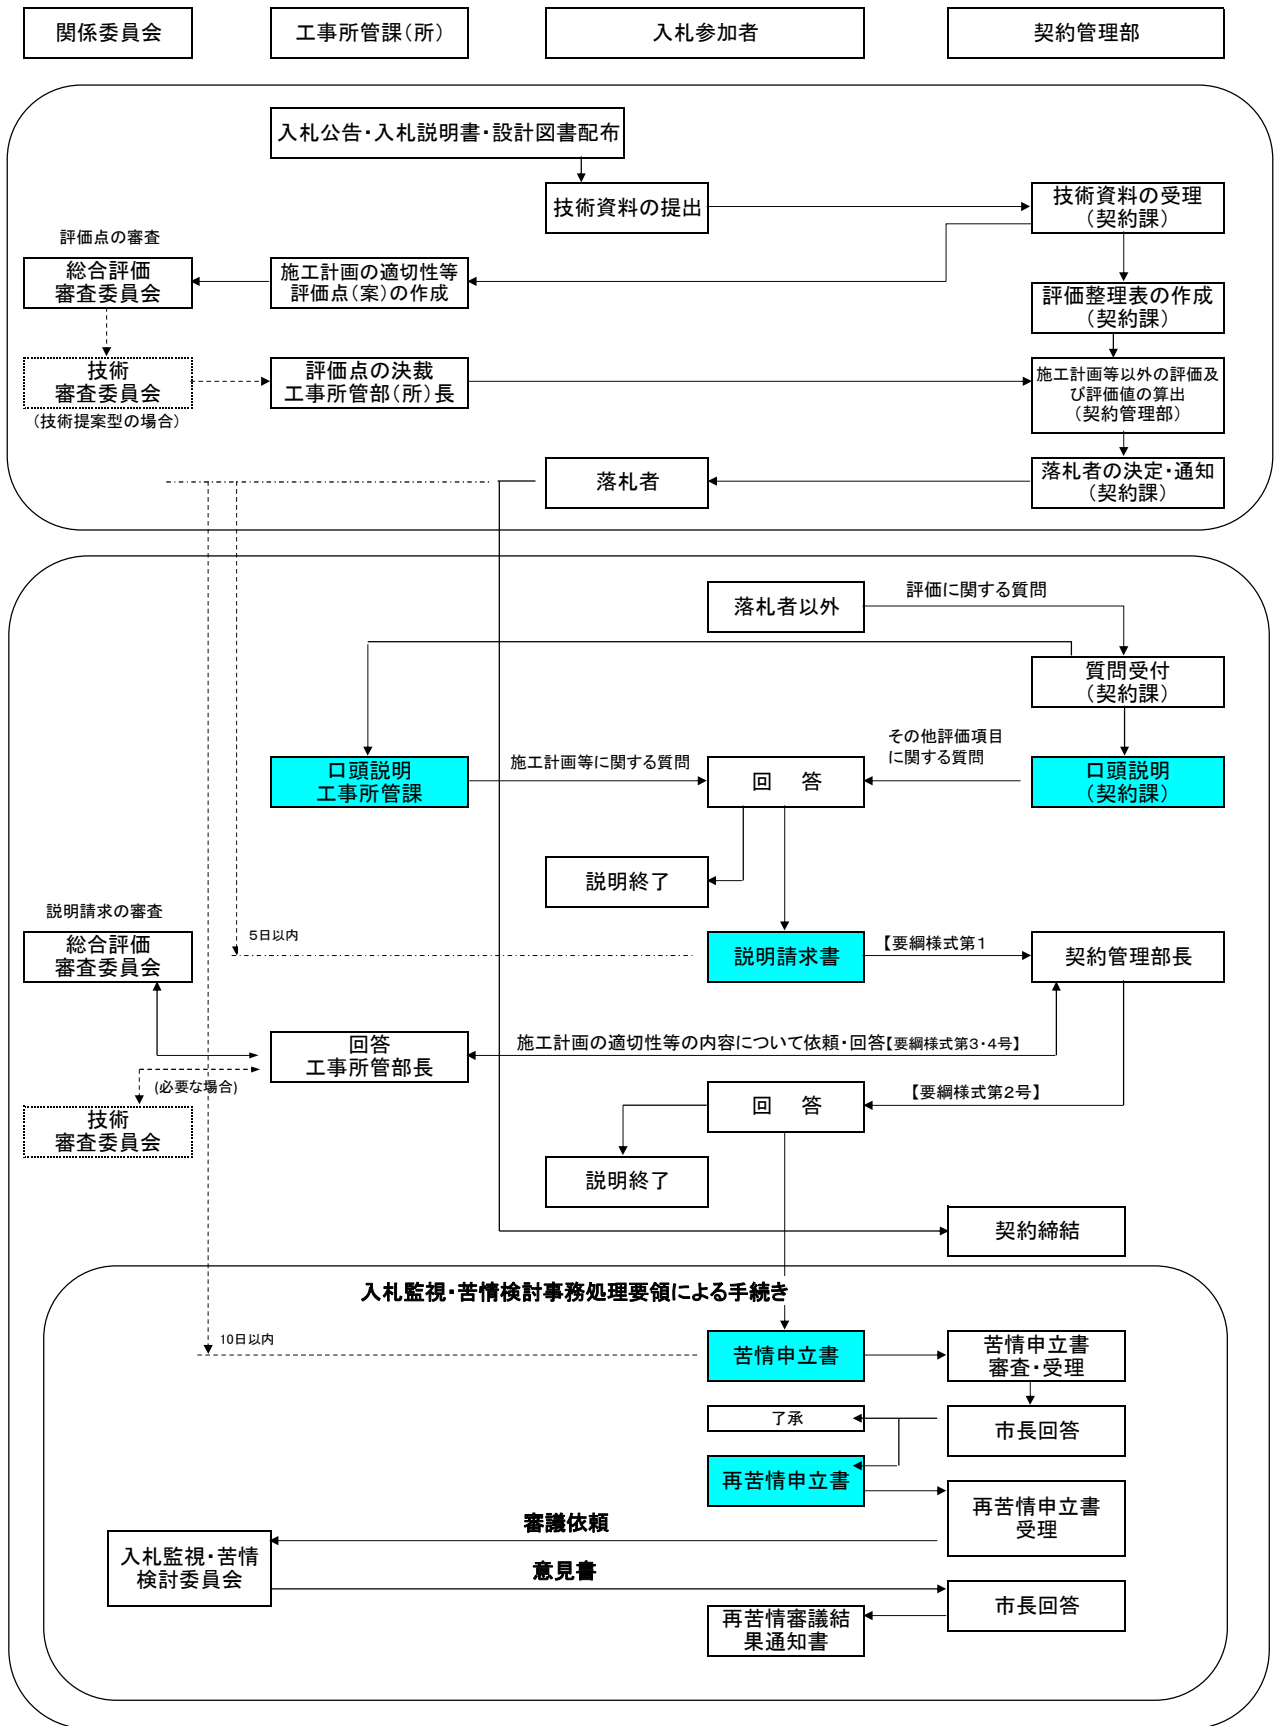 関係委員会
工事所管課(所)
入札参加者
契約管理部
入札公告・入札説明書・設計図書配布
技術資料の提出
技術資料の受理
(契約課)
評価点の審査
総合評価
審査委員会
施工計画の適切性等
評価点(案)の作成
評価整理表の作成
(契約課)
技術
審査委員会
(技術提案型の場合)
評価点の決裁
工事所管部(所)長
施工計画等以外の評価及
び評価値の算出
(契約管理部)
落札者
落札者の決定・通知
(契約課)
落札者以外
評価に関する質問
質問受付
(契約課)
その他評価項目
に関する質問
口頭説明
工事所管課
施工計画等に関する質問
回 答
口頭説明
(契約課)
説明終了
説明請求の審査
総合評価
審査委員会
5日以内
説明請求書
【要綱様式第1
契約管理部長
回答
工事所管部長
施工計画の適切性等の内容について依頼・回答【要綱様式第3・4号】
(必要な場合)
技術
審査委員会
回 答
【要綱様式第2号】
説明終了
契約締結
入札監視・苦情検討事務処理要領による手続き
10日以内
苦情申立書
苦情申立書
審査・受理
了承
市長回答
再苦情申立書
再苦情申立書
受理
審議依頼
入札監視・苦情
検討委員会
意見書
市長回答
再苦情審議結
果通知書